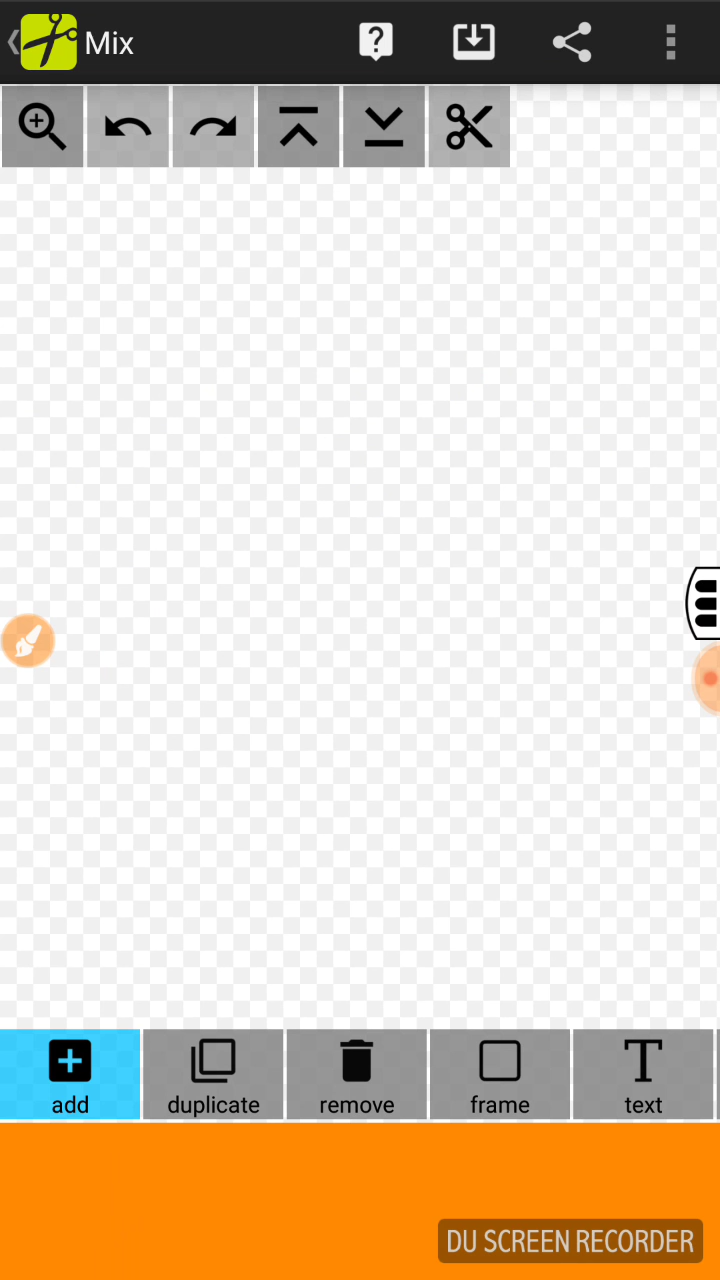 Mix
add
duplicate
remove
frame
text
DU SCREEN RECORDER